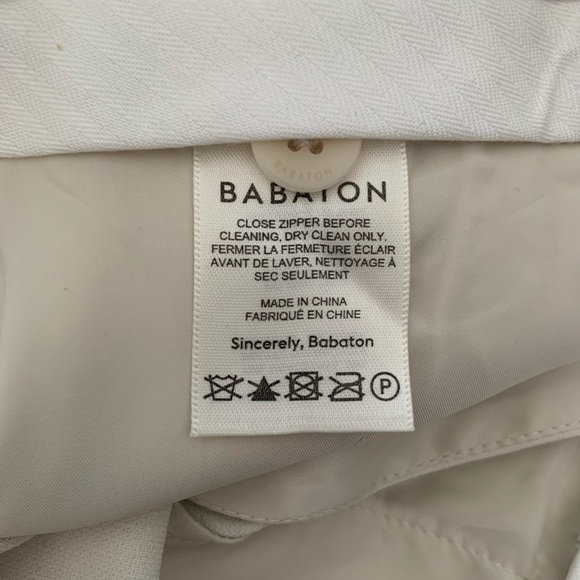 BABATON
BABATON
CLOSE ZIPPER BEFORE
CLEANING, DRY CLEAN ONLY.
FERMER LA FERMETURE ÉCLAIR
AVANT DE LAVER, NETTOYAGE À
SEC SEULEMENT
MADE IN CHINA
FABRIQUÉ EN CHINE
Sincerely, Babaton
P